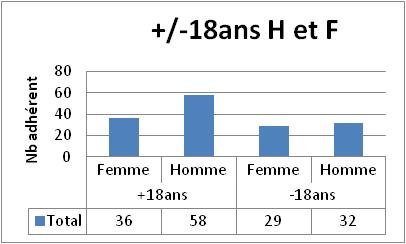 +/-18ans H et F
Nb adhérent
80
60
40
20
0
Femme Homme Femme Homme
+18ans -18ans
Total 36 58 29 32